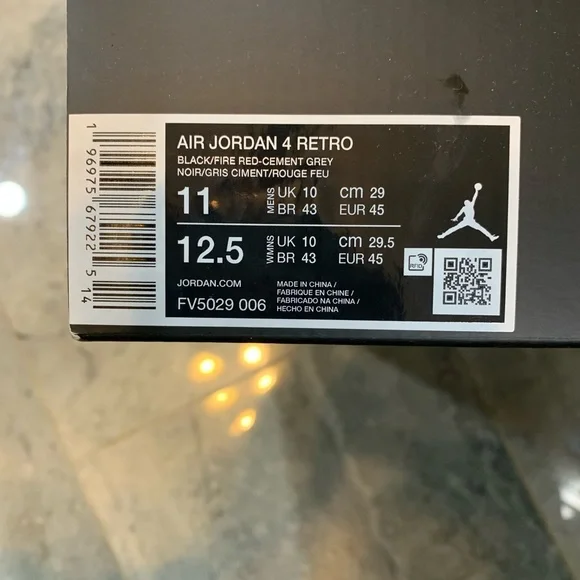 AIR JORDAN 4 RETRO
BLACK/FIRE RED-CEMENT GREY
NOIR/GRIS CIMENT/ROUGE FEU
11 MENS UK 10 cm 29
BR 43 EUR 45
12.5 WMNS UK 10 cm 29.5
BR 43 EUR 45
JORDAN.COM
FV5029 006
MADE IN CHINA /
FABRIQUE EN CHINE /
FABRICADO NA CHINA /
HECHO EN CHINA
RFID
1 96975 67922 5 14